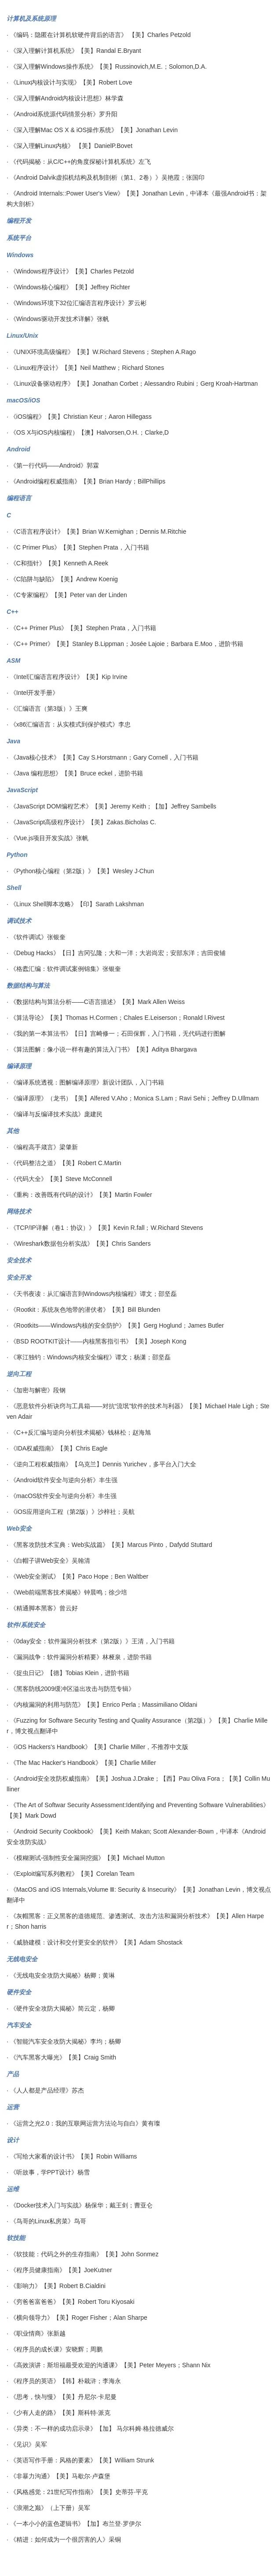 计算机及系统原理
· 《编码：隐匿在计算机软硬件背后的语言》 【美】Charles Petzold
· 《深入理解计算机系统》【美】Randal E.Bryant
· 《深入理解Windows操作系统》【美】Russinovich,M.E.；Solomon,D.A.
· 《Linux内核设计与实现》【美】Robert Love
· 《深入理解Android内核设计思想》林学森
· 《Android系统源代码情景分析》罗升阳
· 《深入理解Mac OS X & iOS操作系统》【美】Jonathan Levin
· 《深入理解Linux内核》 【美】DanielP.Bovet
· 《代码揭秘：从C/C++的角度探秘计算机系统》左飞
· 《Android Dalvik虚拟机结构及机制剖析（第1、2卷）》吴艳霞；张国印
· 《Android Internals::Power User's View》【美】Jonathan Levin，中译本《最强Android书：架
构大剖析》
编程开发
系统平台
Windows
· 《Windows程序设计》【美】Charles Petzold
· 《Windows核心编程》【美】Jeffrey Richter
· 《Windows环境下32位汇编语言程序设计》罗云彬
· 《Windows驱动开发技术详解》张帆
Linux/Unix
· 《UNIX环境高级编程》【美】W.Richard Stevens；Stephen A.Rago
· 《Linux程序设计》【美】Neil Matthew；Richard Stones
· 《Linux设备驱动程序》 【美】Jonathan Corbet；Alessandro Rubini；Gerg Kroah-Hartman
macOS/iOS
· 《iOS编程》【美】Christian Keur；Aaron Hillegass
· 《OS X与iOS内核编程》【澳】Halvorsen,O.H.；Clarke,D
Android
· 《第一行代码——Android》郭霖
· 《Android编程权威指南》【美】Brian Hardy；BillPhillips
编程语言
C
· 《C语言程序设计》【美】Brian W.Kernighan；Dennis M.Ritchie
· 《C Primer Plus》【美】Stephen Prata，入门书籍
· 《C和指针》 【美】Kenneth A.Reek
· 《C陷阱与缺陷》【美】Andrew Koenig
· 《C专家编程》【美】Peter van der Linden
C++
· 《C++ Primer Plus》【美】Stephen Prata，入门书籍
· 《C++ Primer》【美】Stanley B.Lippman；Josée Lajoie；Barbara E.Moo，进阶书籍
ASM
· 《Intel汇编语言程序设计》【美】Kip Irvine
· 《Intel开发手册》
· 《汇编语言（第3版）》王爽
· 《x86汇编语言：从实模式到保护模式》李忠
Java
· 《Java核心技术》【美】Cay S.Horstmann；Gary Cornell，入门书籍
· 《Java 编程思想》【美】Bruce eckel，进阶书籍
JavaScript
· 《JavaScript DOM编程艺术》【美】Jeremy Keith；【加】Jeffrey Sambells
· 《JavaScript高级程序设计》【美】Zakas.Bicholas C.
· 《Vue.js项目开发实战》张帆
Python
· 《Python核心编程（第2版）》【美】Wesley J·Chun
Shell
· 《Linux Shell脚本攻略》【印】Sarath Lakshman
调试技术
· 《软件调试》张银奎
· 《Debug Hacks》【日】吉冈弘隆；大和一洋；大岩尚宏；安部东洋；吉田俊辅
· 《格蠹汇编：软件调试案例锦集》张银奎
数据结构与算法
· 《数据结构与算法分析——C语言描述》【美】Mark Allen Weiss
· 《算法导论》【美】Thomas H.Cormen；Chales E.Leiserson；Ronald l.Rivest
· 《我的第一本算法书》【日】宫崎修一；石田保辉，入门书籍，无代码进行图解
· 《算法图解：像小说一样有趣的算法入门书》【美】Aditya Bhargava
编译原理
· 《编译系统透视：图解编译原理》新设计团队，入门书籍
· 《编译原理》（龙书）【美】Alfered V.Aho；Monica S.Lam；Ravi Sehi；Jeffrey D.Ullmam
· 《编译与反编译技术实战》庞建民
其他
· 《编程高手箴言》梁肇新
· 《代码整洁之道》【美】Robert C.Martin
· 《代码大全》【美】Steve McConnell
· 《重构：改善既有代码的设计》【美】Martin Fowler
网络技术
· 《TCP/IP详解（卷1：协议）》【美】Kevin R.fall；W.Richard Stevens
· 《Wireshark数据包分析实战》【美】Chris Sanders
安全技术
安全开发
· 《天书夜读：从汇编语言到Windows内核编程》谭文；邵坚磊
· 《Rootkit：系统灰色地带的潜伏者》【美】Bill Blunden
· 《Rootkits——Windows内核的安全防护》【美】Gerg Hoglund；James Butler
· 《BSD ROOTKIT设计——内核黑客指引书》【美】Joseph Kong
· 《寒江独钓：Windows内核安全编程》谭文；杨潇；邵坚磊
逆向工程
· 《加密与解密》段钢
· 《恶意软件分析诀窍与工具箱——对抗“流氓”软件的技术与利器》【美】Michael Hale Ligh；Ste
ven Adair
· 《C++反汇编与逆向分析技术揭秘》钱林松；赵海旭
· 《IDA权威指南》【美】Chris Eagle
· 《逆向工程权威指南》【乌克兰】Dennis Yurichev，多平台入门大全
· 《Android软件安全与逆向分析》丰生强
· 《macOS软件安全与逆向分析》丰生强
· 《iOS应用逆向工程（第2版）》沙梓社；吴航
Web安全
· 《黑客攻防技术宝典：Web实战篇》【美】Marcus Pinto，Dafydd Stuttard
· 《白帽子讲Web安全》吴翰清
· 《Web安全测试》【美】Paco Hope；Ben Waltber
· 《Web前端黑客技术揭秘》钟晨鸣；徐少培
· 《精通脚本黑客》曾云好
软件/系统安全
· 《0day安全：软件漏洞分析技术（第2版）》王清，入门书籍
· 《漏洞战争：软件漏洞分析精要》林桠泉，进阶书籍
· 《捉虫日记》【德】Tobias Klein，进阶书籍
· 《黑客防线2009缓冲区溢出攻击与防范专辑》
· 《内核漏洞的利用与防范》【美】Enrico Perla；Massimiliano Oldani
· 《Fuzzing for Software Security Testing and Quality Assurance（第2版）》【美】Charlie Mille
r，博文视点翻译中
· 《iOS Hackers's Handbook》【美】Charlie Miller，不推荐中文版
· 《The Mac Hacker's Handbook》【美】Charlie Miller
· 《Android安全攻防权威指南》【美】Joshua J.Drake；【西】Pau Oliva Fora；【美】Collin Mu
lliner
· 《The Art of Softwar Security Assessment:Identifying and Preventing Software Vulnerabilities》
【美】Mark Dowd
· 《Android Security Cookbook》【美】Keith Makan; Scott Alexander-Bown，中译本《Android
安全攻防实战》
· 《模糊测试-强制性安全漏洞挖掘》【美】Michael Mutton
· 《Exploit编写系列教程》【美】Corelan Team
· 《MacOS and iOS Internals,Volume Ⅲ: Security & Insecurity》【美】Jonathan Levin，博文视点
翻译中
· 《灰帽黑客：正义黑客的道德规范、渗透测试、攻击方法和漏洞分析技术》【美】Allen Harpe
r；Shon harris
· 《威胁建模：设计和交付更安全的软件》【美】Adam Shostack
无线电安全
· 《无线电安全攻防大揭秘》杨卿；黄琳
硬件安全
· 《硬件安全攻防大揭秘》简云定，杨卿
汽车安全
· 《智能汽车安全攻防大揭秘》李均；杨卿
· 《汽车黑客大曝光》【美】Craig Smith
产品
· 《人人都是产品经理》苏杰
运营
· 《运营之光2.0：我的互联网运营方法论与自白》黄有璨
设计
· 《写给大家看的设计书》【美】Robin Williams
· 《听故事，学PPT设计》杨雪
运维
· 《Docker技术入门与实战》杨保华；戴王剑；曹亚仑
· 《鸟哥的Linux私房菜》鸟哥
软技能
· 《软技能：代码之外的生存指南》【美】John Sonmez
· 《程序员健康指南》【美】JoeKutner
· 《影响力》【美】Robert B.Cialdini
· 《穷爸爸富爸爸》【美】Robert Toru Kiyosaki
· 《横向领导力》【美】Roger Fisher；Alan Sharpe
· 《职业情商》张新越
· 《程序员的成长课》安晓辉；周鹏
· 《高效演讲：斯坦福最受欢迎的沟通课》【美】Peter Meyers；Shann Nix
· 《程序员的英语》【韩】朴栽浒；李海永
· 《思考，快与慢》【美】丹尼尔·卡尼曼
· 《少有人走的路》【美】斯科特·派克
· 《异类：不一样的成功启示录》【加】 马尔科姆·格拉德威尔
· 《见识》吴军
· 《英语写作手册：风格的要素》【美】William Strunk
· 《非暴力沟通》【美】马歇尔·卢森堡
· 《风格感觉：21世纪写作指南》【美】史蒂芬·平克
· 《浪潮之巅》（上下册）吴军
· 《一本小小的蓝色逻辑书》【加】布兰登·罗伊尔
· 《精进：如何成为一个很厉害的人》采铜